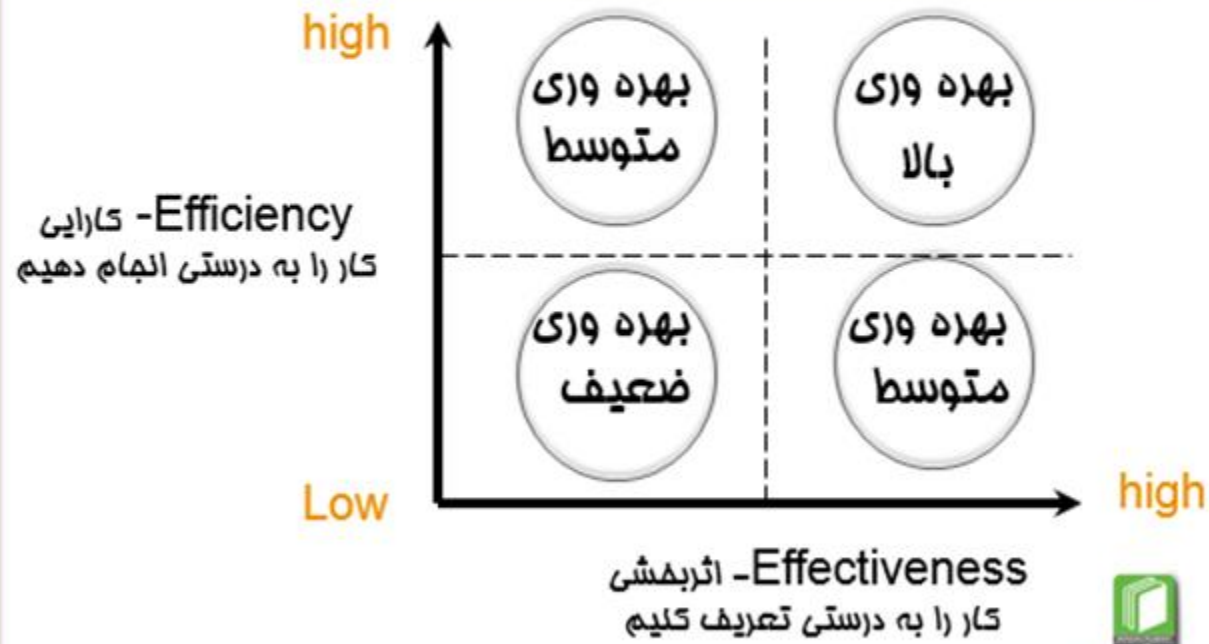 high
بهره وری
متوسط
بهره وری
بالا
Efficiency- کارایی
کار را به درستی انجام دهیم
بهره وری
ضعیف
بهره وری
متوسط
Low
high
Effectiveness- اثربخشی
کار را به درستی تعریف کنیم